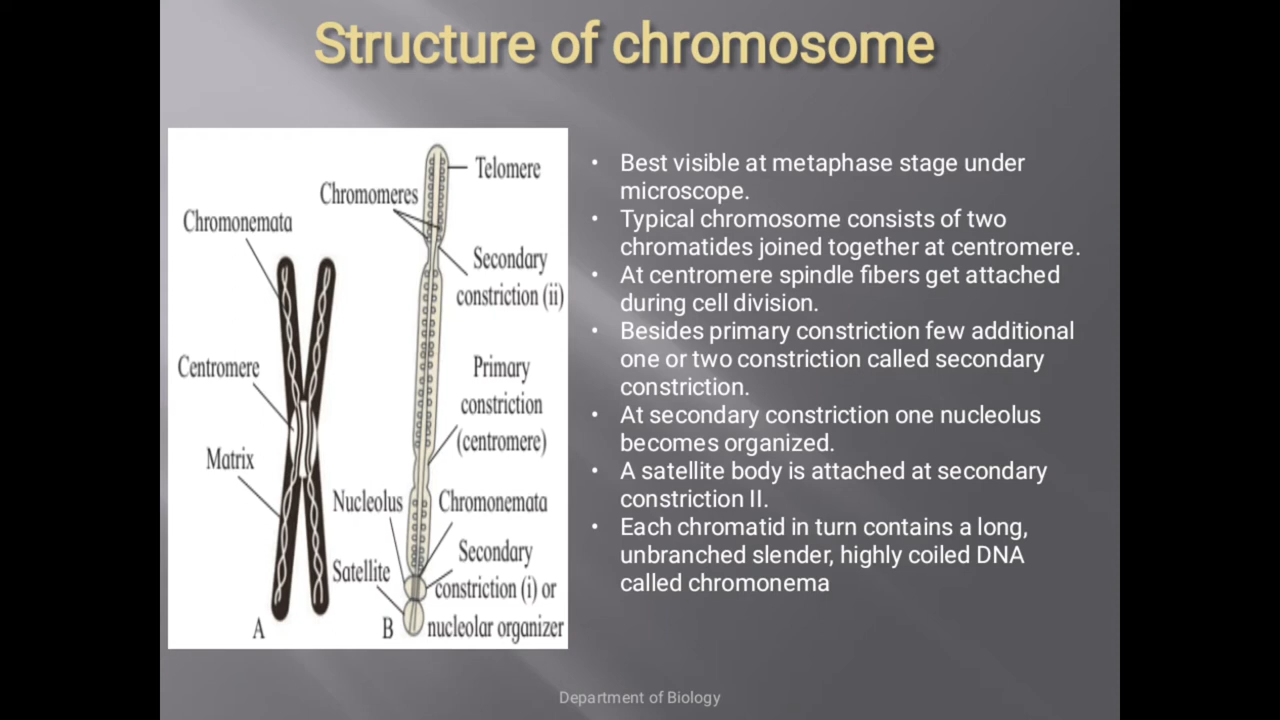 Structure of chromosome
Telomere
Chromomeres
Chromonemata
Secondary
constriction (ii)
Centromere
Primary
constriction
(centromere)
Matrix
Nucleolus
Chromonemata
Secondary
constriction (i) or
nucleolar organizer
Satellite
A
B
• Best visible at metaphase stage under
microscope.
• Typical chromosome consists of two
chromatides joined together at centromere.
• At centromere spindle fibers get attached
during cell division.
• Besides primary constriction few additional
one or two constriction called secondary
constriction.
• At secondary constriction one nucleolus
becomes organized.
• A satellite body is attached at secondary
constriction II.
• Each chromatid in turn contains a long,
unbranched slender, highly coiled DNA
called chromonema
Department of Biology